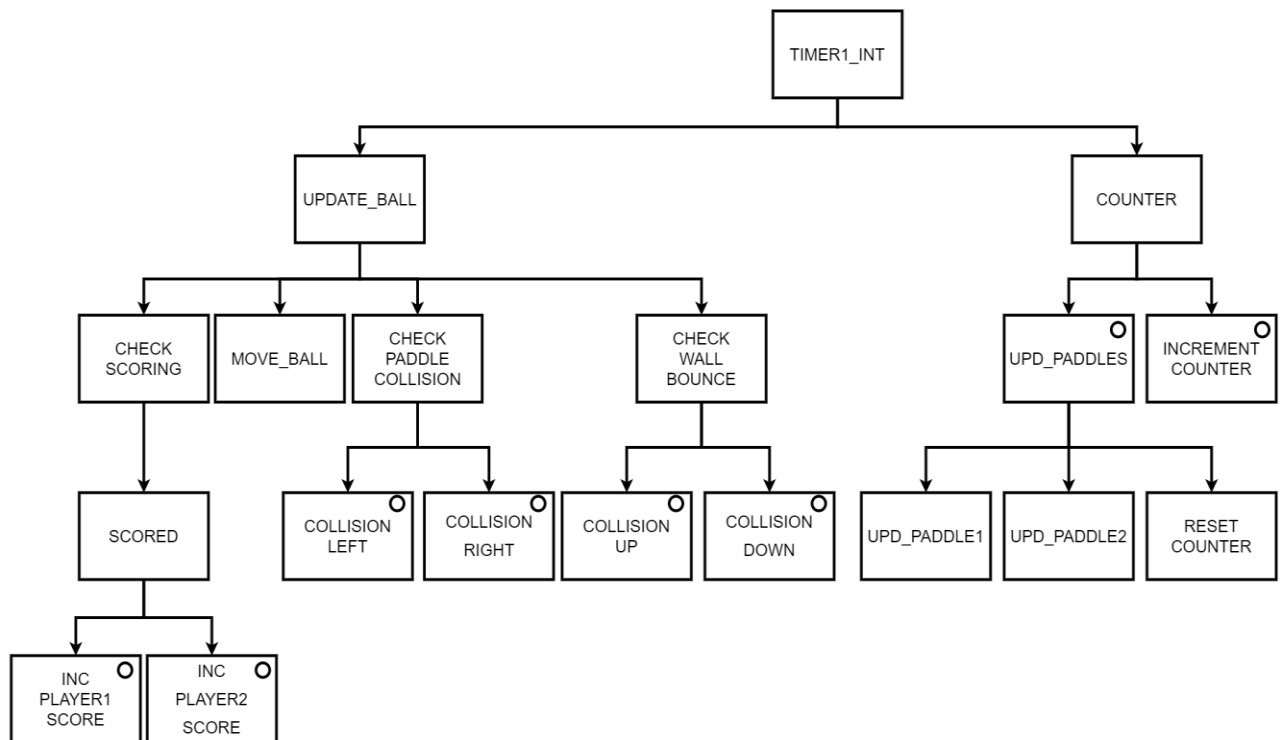 TIMER1_INT
UPDATE_BALL
COUNTER
CHECK
SCORING
MOVE_BALL
CHECK
PADDLE
COLLISION
CHECK
WALL
BOUNCE
UPD_PADDLES
INCREMENT
COUNTER
SCORED
COLLISION
LEFT
COLLISION
RIGHT
COLLISION
UP
COLLISION
DOWN
UPD_PADDLE1
UPD_PADDLE2
RESET
COUNTER
INC
PLAYER1
SCORE
INC
PLAYER2
SCORE